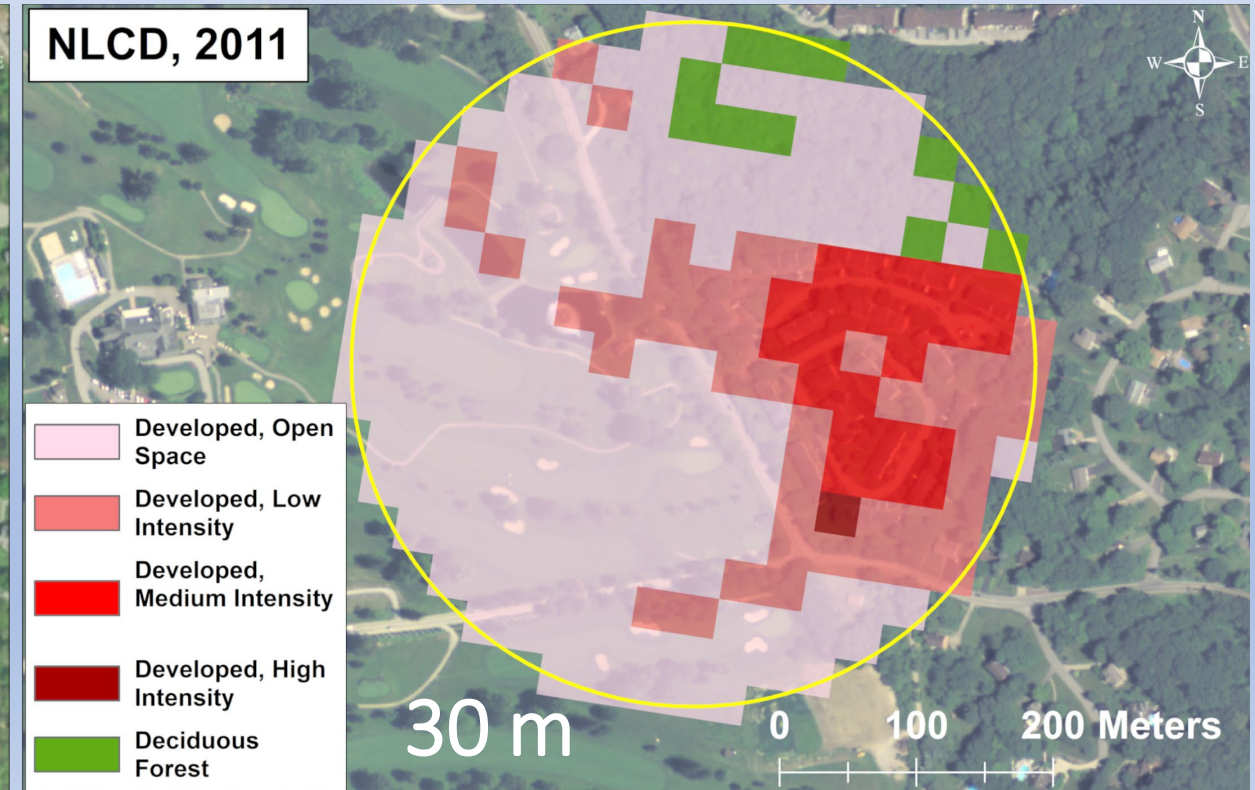 NLCD, 2011
N
W E
S
Developed, Open
Space
Developed, Low
Intensity
Developed,
Medium Intensity
Developed, High
Intensity
Deciduous
Forest
30 m
0 100 200 Meters